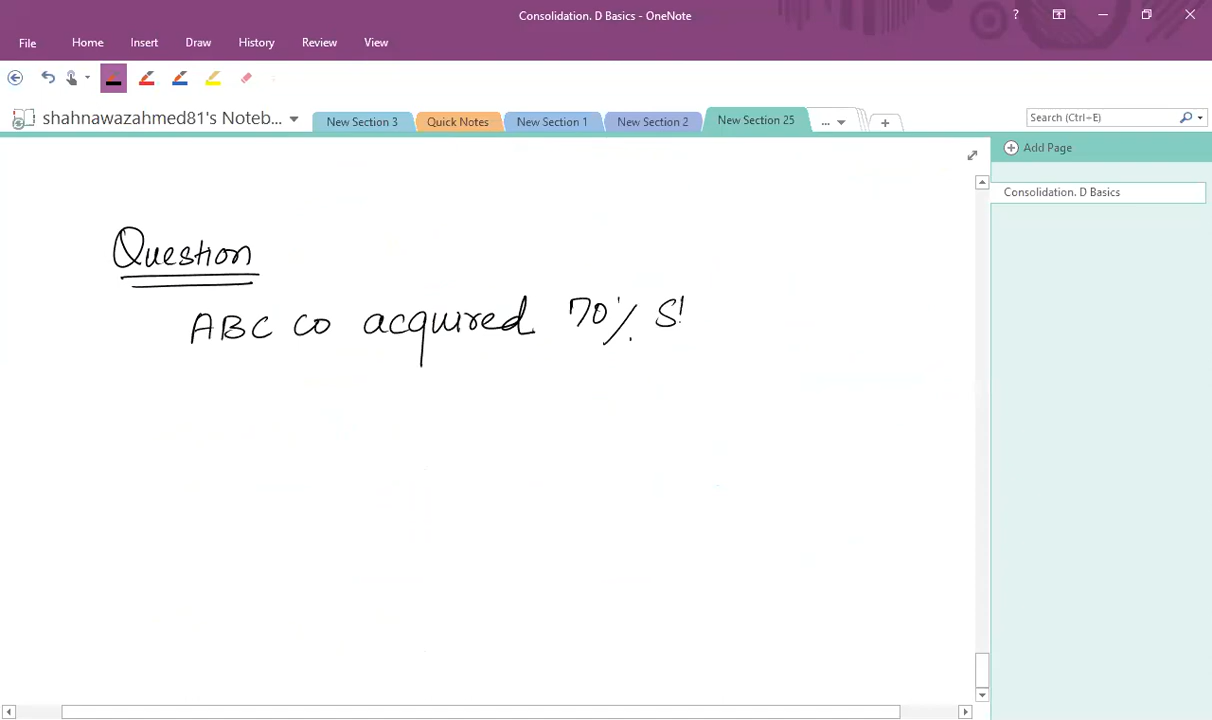 Consolidation. D Basics - OneNote
?
File Home Insert Draw History Review View
shahnawazahmed81's Noteb...
New Section 3 Quick Notes New Section 1 New Section 2 New Section 25 ...
Search (Ctrl+E)
Add Page
Consolidation. D Basics
Question
ABC Co acquired 70%